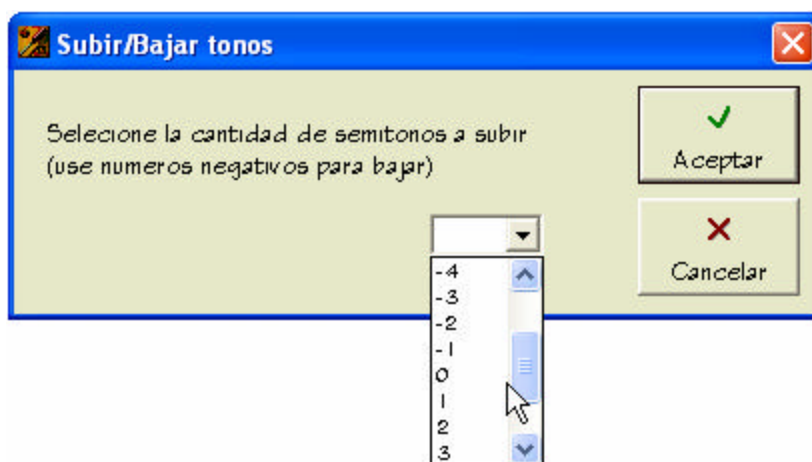 Subir/Bajar tonos
Selecione la cantidad de semitonos a subir
(use numeros negativos para bajar)
Aceptar
Cancelar
-4
-3
-2
-1
0
1
2
3